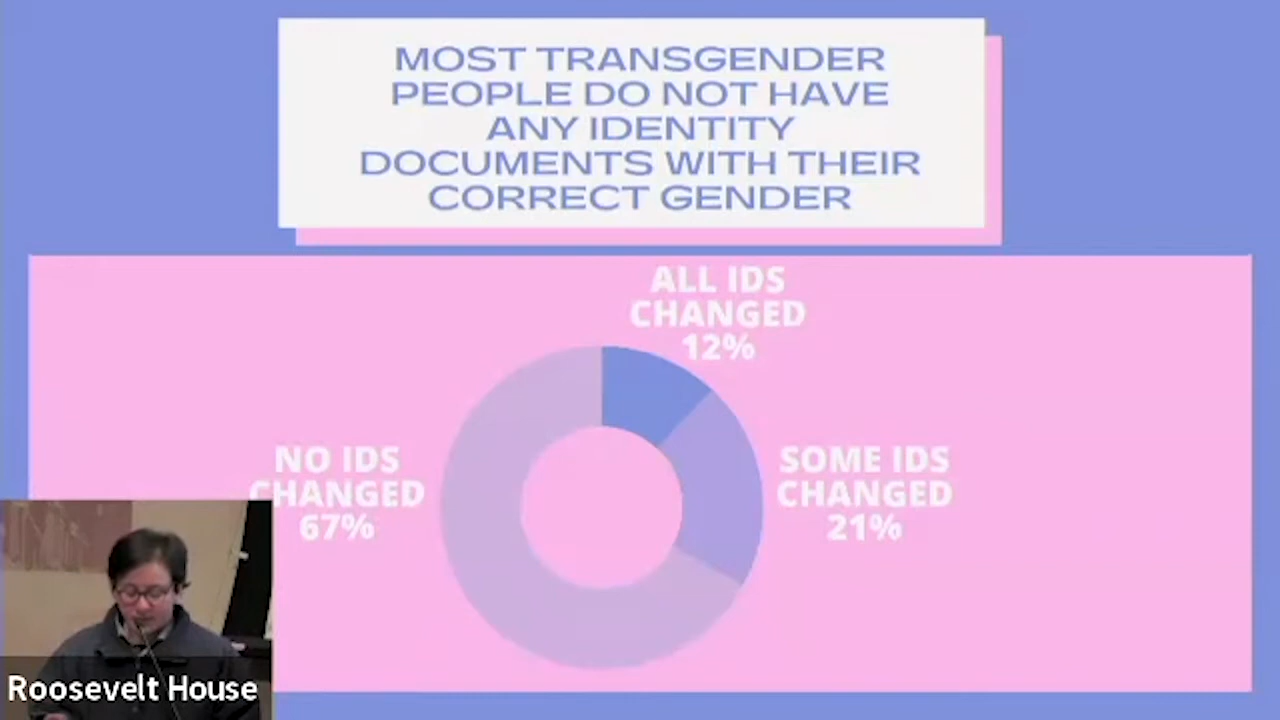 MOST TRANSGENDER
PEOPLE DO NOT HAVE
ANY IDENTITY
DOCUMENTS WITH THEIR
CORRECT GENDER
ALL IDS
CHANGED
12%
NO IDS
CHANGED
67%
SOME IDS
CHANGED
21%
Roosevelt House